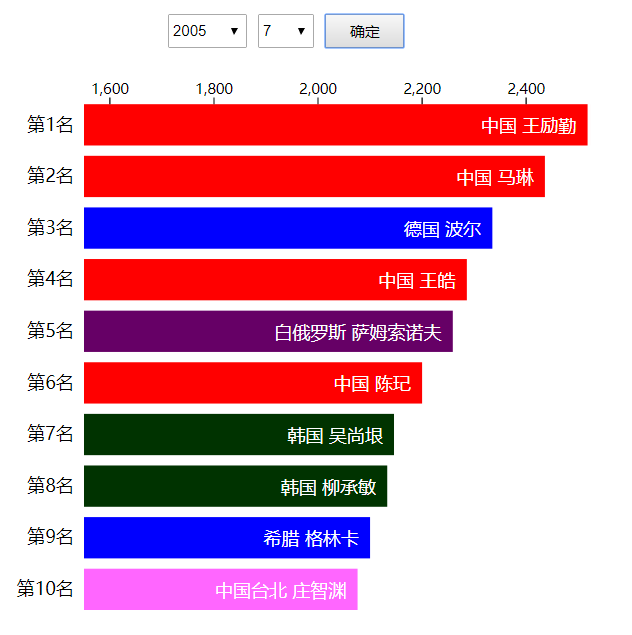 2005 ▼ 7 ▼ 确定
1,600 1,800 2,000 2,200 2,400
第1名 中国 王励勤
第2名 中国 马琳
第3名 德国 波尔
第4名 中国 王皓
第5名 白俄罗斯 萨姆索诺夫
第6名 中国 陈玘
第7名 韩国 吴尚垠
第8名 韩国 柳承敏
第9名 希腊 格林卡
第10名 中国台北 庄智渊